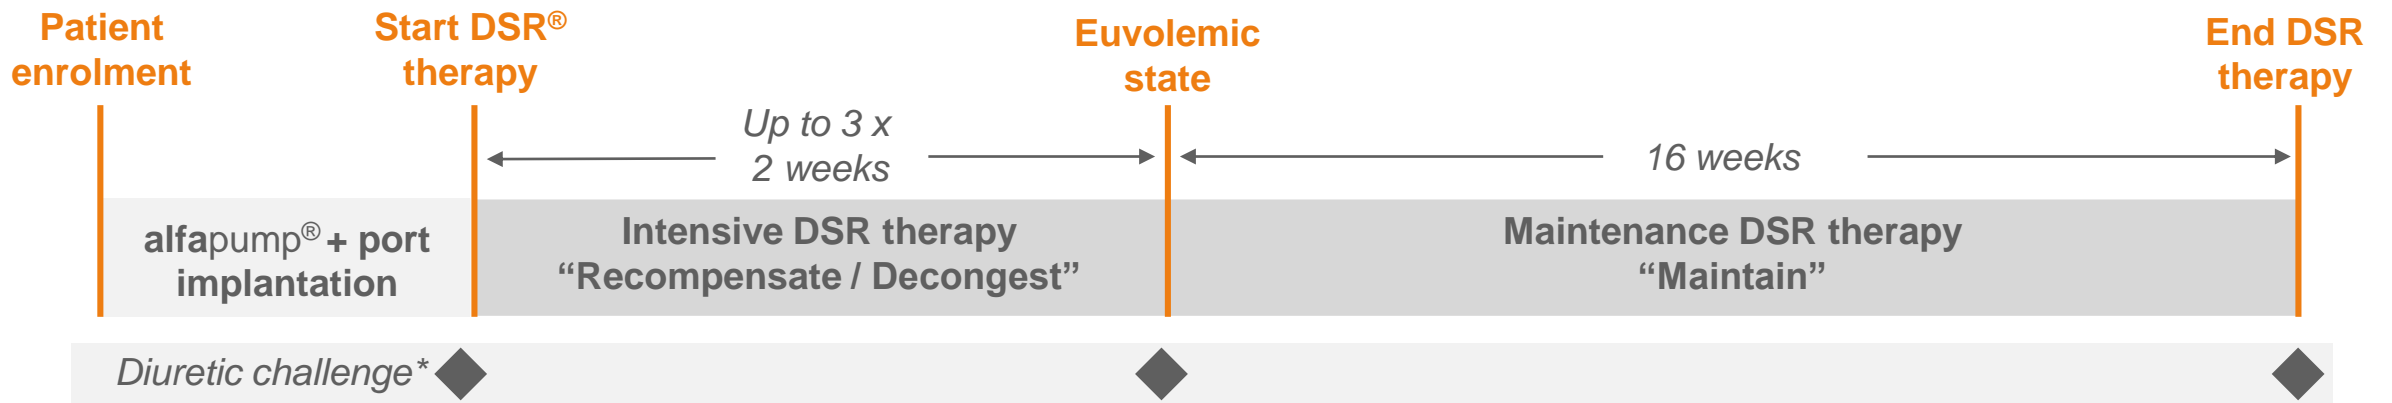 Patient
enrolment
Start DSR®
therapy
Euvolemic
state
End DSR
therapy
Up to 3 x
2 weeks
16 weeks
alfapump® + port
implantation
Intensive DSR therapy
“Recompensate / Decongest”
Maintenance DSR therapy
“Maintain”
Diuretic challenge*